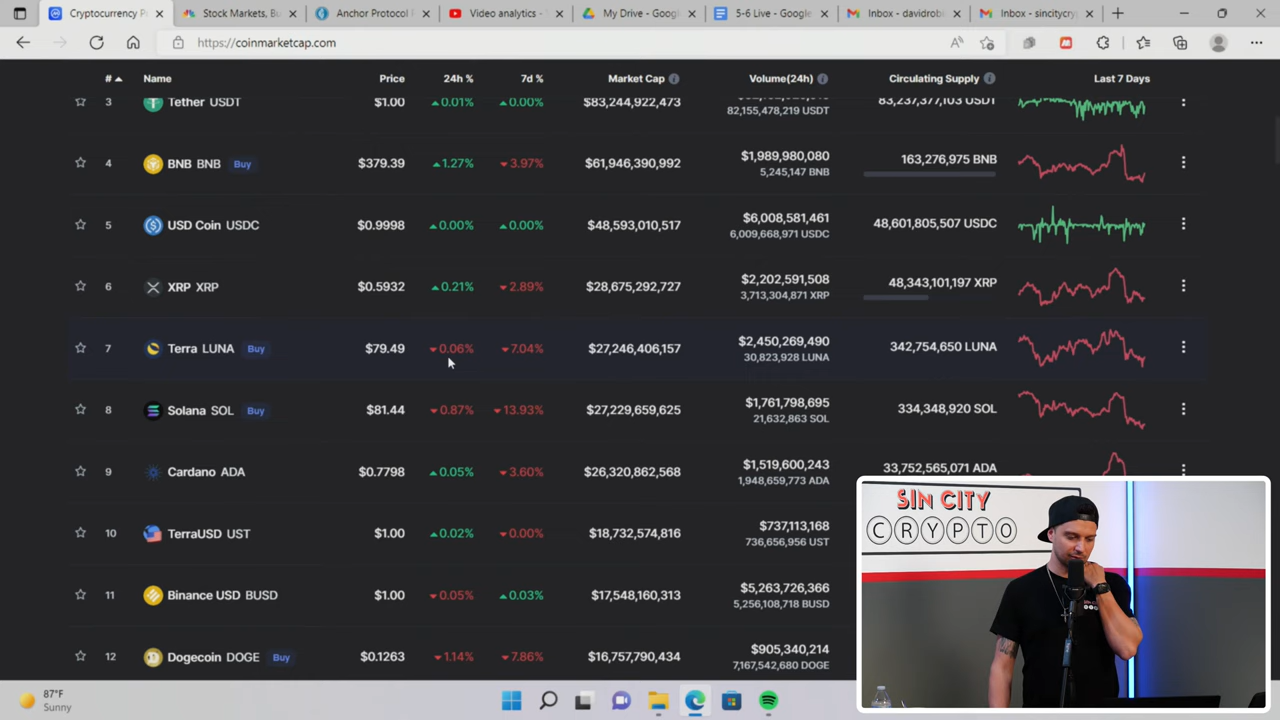 Cryptocurrency P
Stock Markets, Bu
Anchor Protocol P
Video analytics -
My Drive - Googl
5-6 Live - Google
Inbox - davidrobi
Inbox - sincitycry
https://coinmarketcap.com
# Name Price 24h % 7d % Market Cap Volume(24h) Circulating Supply Last 7 Days
3 Tether USDT $1.00 0.01% 0.00% $83,244,922,473 83,237,377,103 USDT
82,155,478,219 USDT
4 BNB BNB Buy $379.39 1.27% 3.97% $61,946,390,992 $1,989,980,080 163,276,975 BNB
5,245,147 BNB
5 USD Coin USDC $0.9998 0.00% 0.00% $48,593,010,517 $6,008,581,461 48,601,805,507 USDC
6,009,668,971 USDC
6 XRP XRP $0.5932 0.21% 2.89% $28,675,292,727 $2,202,591,508 48,343,101,197 XRP
3,713,304,871 XRP
7 Terra LUNA Buy $79.49 0.06% 7.04% $27,246,406,157 $2,450,269,490 342,754,650 LUNA
30,823,928 LUNA
8 Solana SOL Buy $81.44 0.87% 13.93% $27,229,659,625 $1,761,798,695 334,348,920 SOL
21,632,863 SOL
9 Cardano ADA $0.7798 0.05% 3.60% $26,320,862,568 $1,519,600,243 33,752,565,071 ADA
1,948,659,773 ADA
10 TerraUSD UST $1.00 0.02% 0.00% $18,732,574,816 $737,113,168
736,656,956 UST
11 Binance USD BUSD $1.00 0.05% 0.03% $17,548,160,313 $5,263,726,366
5,256,108,718 BUSD
12 Dogecoin DOGE Buy $0.1263 1.14% 7.86% $16,757,790,434 $905,340,214
7,167,542,680 DOGE
SIN CITY
CRYPTO
87°F
Sunny